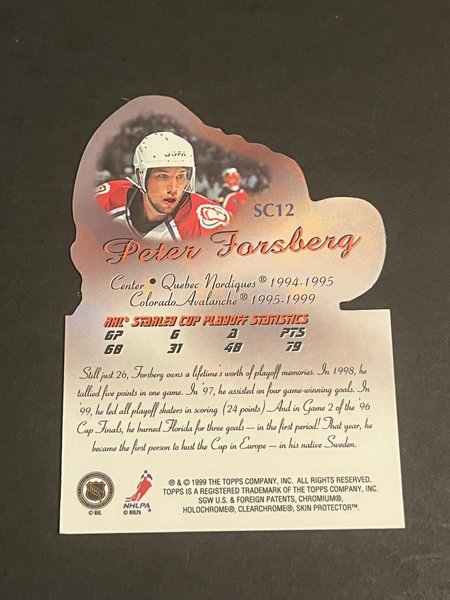 JOFA
SC12
Peter Forsberg
Center • Quebec Nordiques® 1994-1995
Colorado Avalanche® 1995-1999
NHL® STANLEY CUP PLAYOFF STATISTICS
GP G A PTS
68 31 48 79
Still just 26, Forsberg owns a lifetime's worth of playoff memories. In 1998, he
tallied five points in one game. In '97, he assisted on four game-winning goals. In
'99, he led all playoff skaters in scoring (24 points). And in Game 2 of the '96
Cup Finals, he burned Florida for three goals — in the first period! That year, he
became the first person to host the Cup in Europe — in his native Sweden.
® & © 1999 THE TOPPS COMPANY, INC. ALL RIGHTS RESERVED.
TOPPS IS A REGISTERED TRADEMARK OF THE TOPPS COMPANY, INC.
SGW U.S. & FOREIGN PATENTS, CHROMIUM®,
HOLOCHROME®, CLEARCHROME®, SKIN PROTECTOR™.
© NHL
NHLPA
© NHLPA